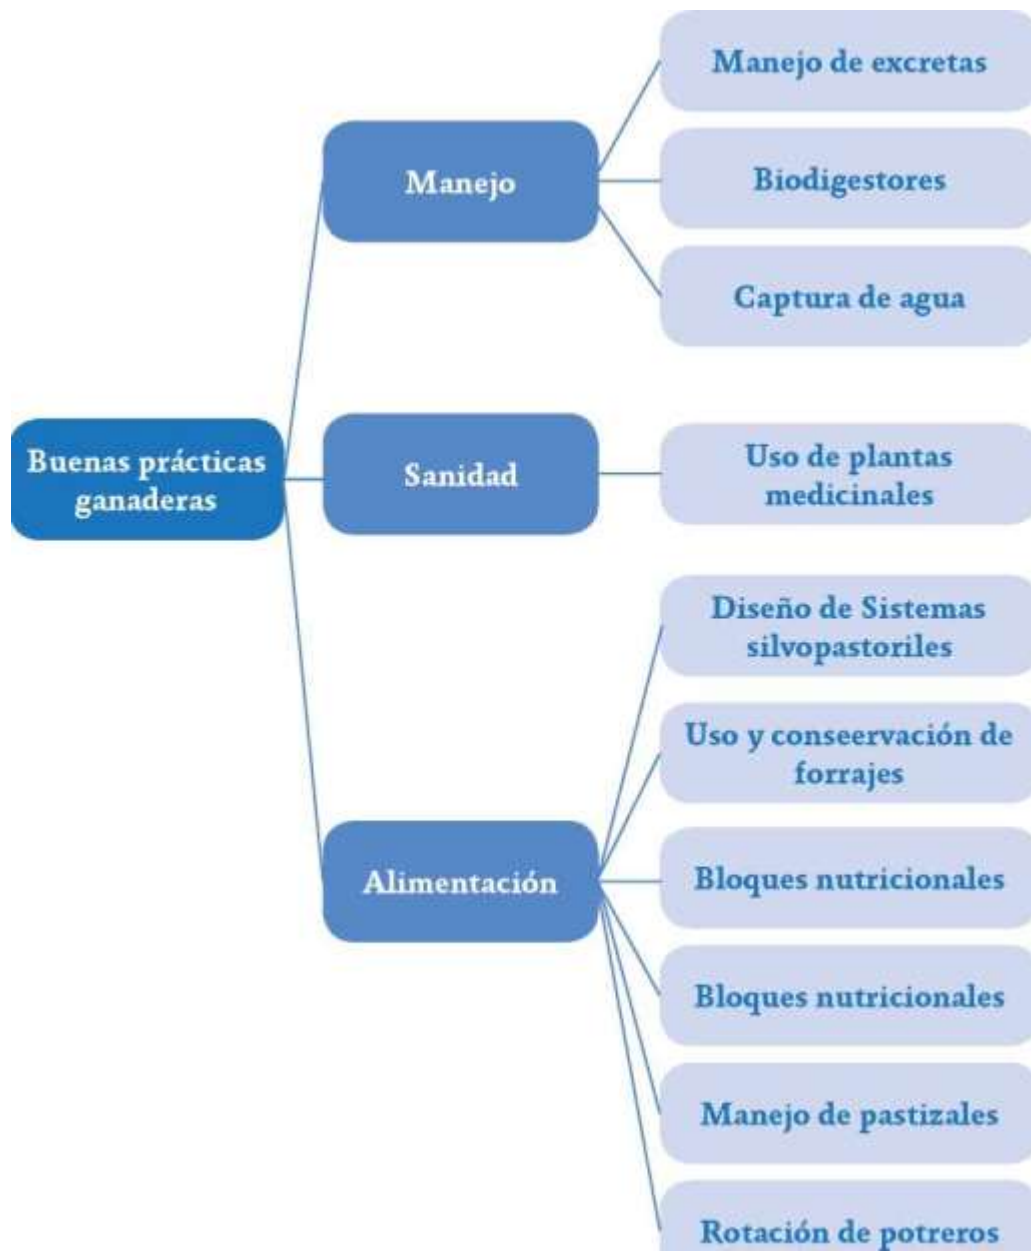 Manejo de excretas
Manejo
Biodigestores
Captura de agua
Buenas prácticas
ganaderas
Sanidad
Uso de plantas
medicinales
Diseño de Sistemas
silvopastoriles
Uso y conseervación de
forrajes
Alimentación
Bloques nutricionales
Bloques nutricionales
Manejo de pastizales
Rotación de potreros